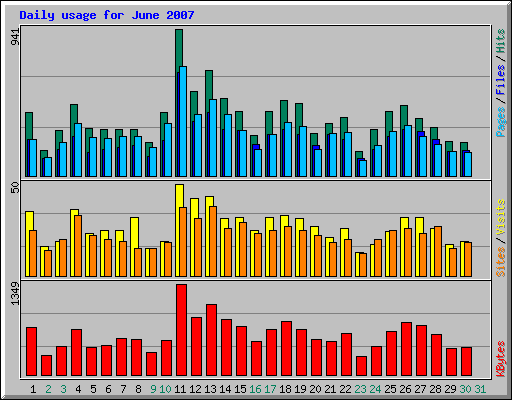 Daily usage for June 2007
941
Pages / Files / Hits
50
Sites / Visits
1349
KBytes
1 2 3 4 5 6 7 8 9 10 11 12 13 14 15 16 17 18 19 20 21 22 23 24 25 26 27 28 29 30 31